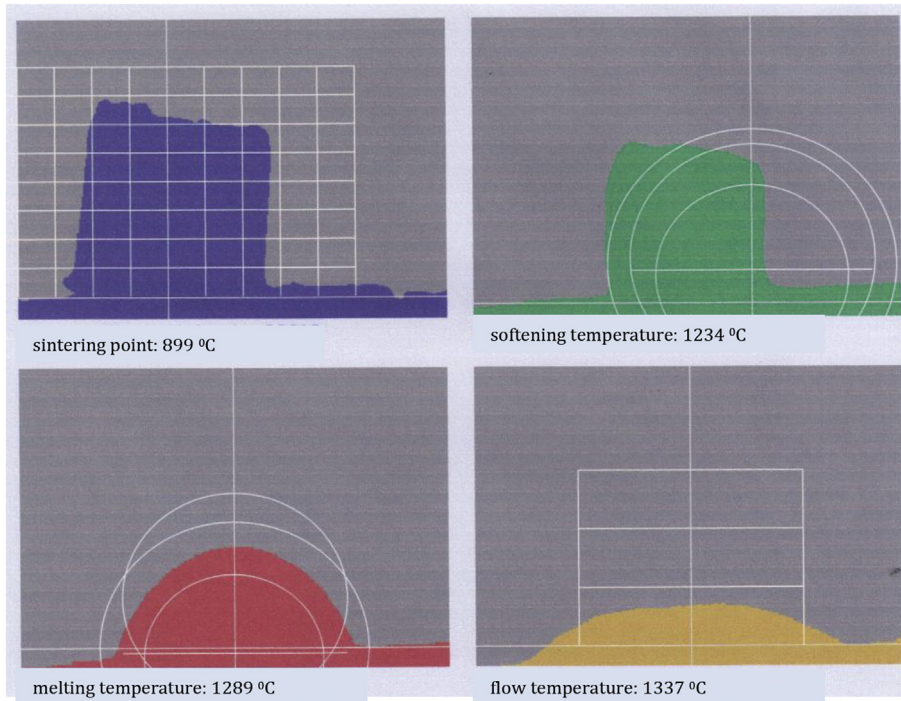 sintering point: 899 ⁰C
softening temperature: 1234 ⁰C
melting temperature: 1289 ⁰C
flow temperature: 1337 ⁰C